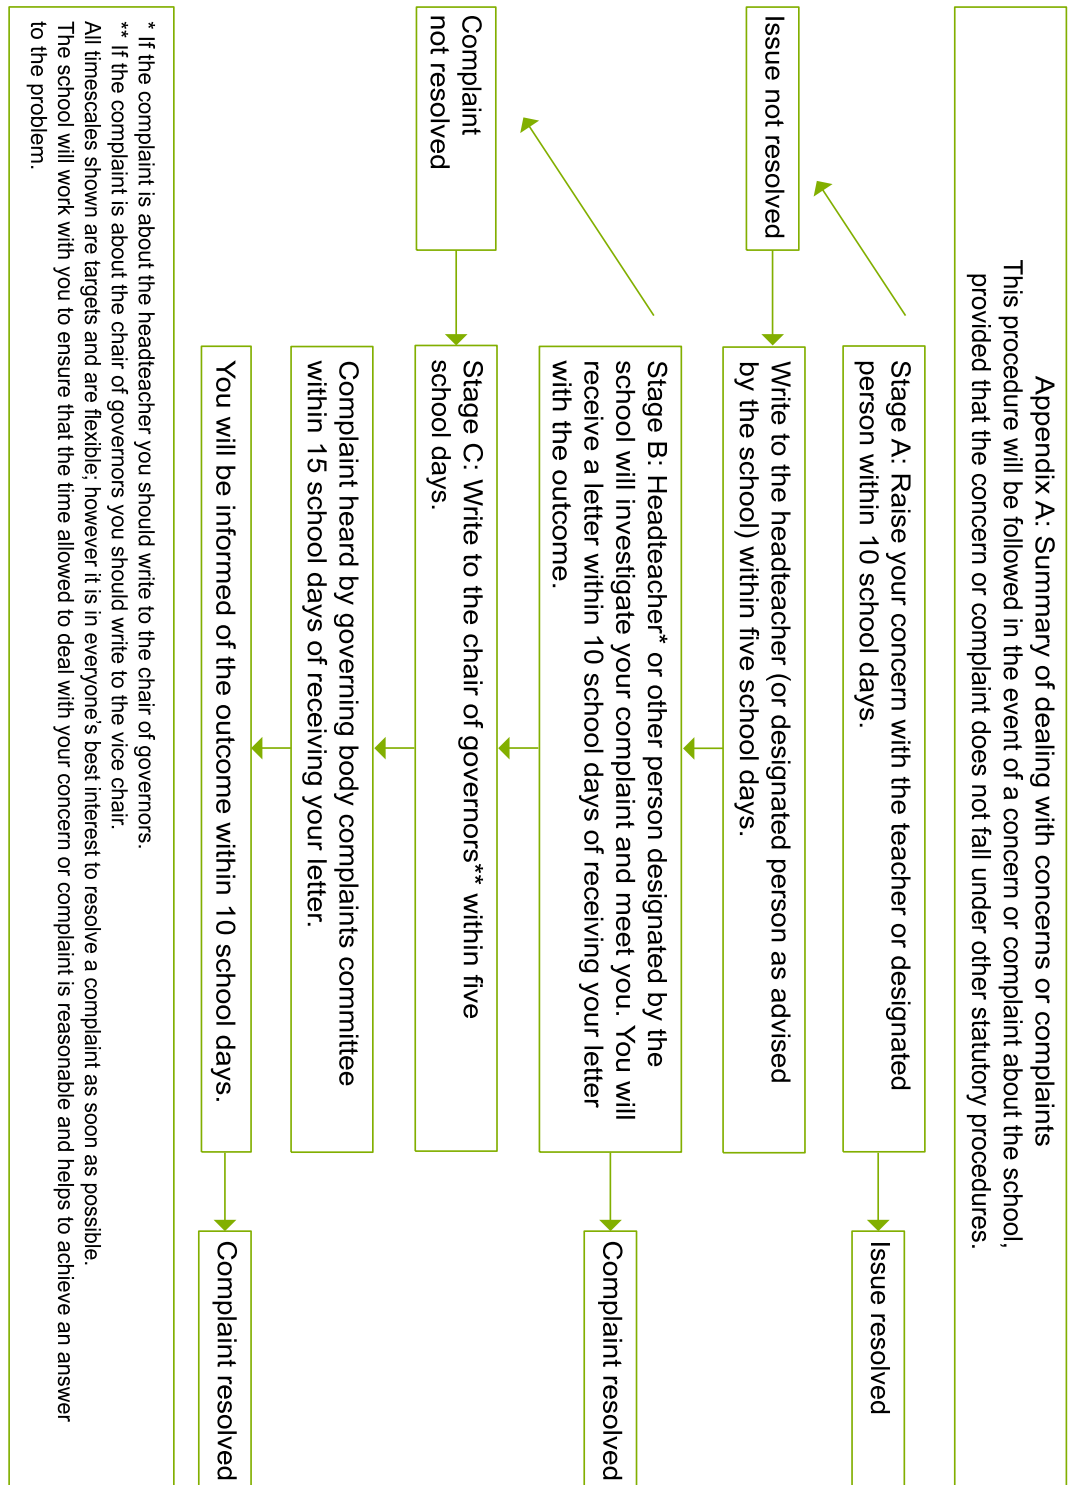 Appendix A: Summary of dealing with concerns or complaints
This procedure will be followed in the event of a concern or complaint about the school,
provided that the concern or complaint does not fall under other statutory procedures.
Stage A: Raise your concern with the teacher or designated
person within 10 school days.
Issue resolved
Issue not resolved
Write to the headteacher (or designated person as advised
by the school) within five school days.
Stage B: Headteacher* or other person designated by the
school will investigate your complaint and meet you. You will
receive a letter within 10 school days of receiving your letter
with the outcome.
Complaint resolved
Complaint
not resolved
Stage C: Write to the chair of governors** within five
school days.
Complaint heard by governing body complaints committee
within 15 school days of receiving your letter.
You will be informed of the outcome within 10 school days.
Complaint resolved
* If the complaint is about the headteacher you should write to the chair of governors.
** If the complaint is about the chair of governors you should write to the vice chair.
All timescales shown are targets and are flexible; however it is in everyone’s best interest to resolve a complaint as soon as possible.
The school will work with you to ensure that the time allowed to deal with your concern or complaint is reasonable and helps to achieve an answer
to the problem.